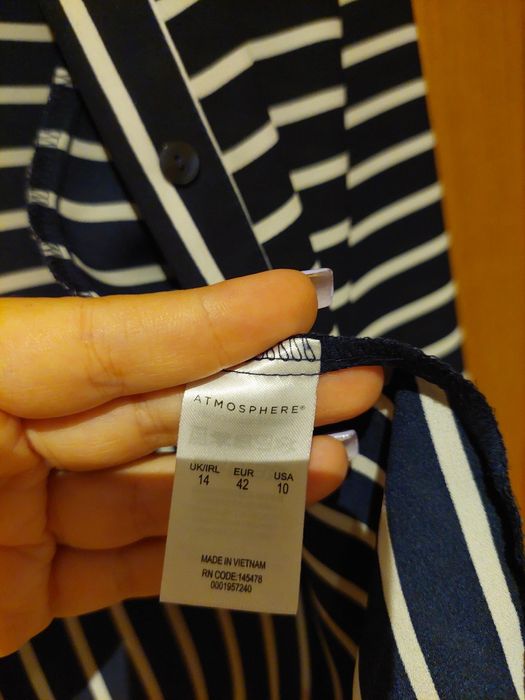 ATMOSPHERE®
UK/IRL EUR USA
14 42 10
MADE IN VIETNAM
RN CODE:145478
0001957240